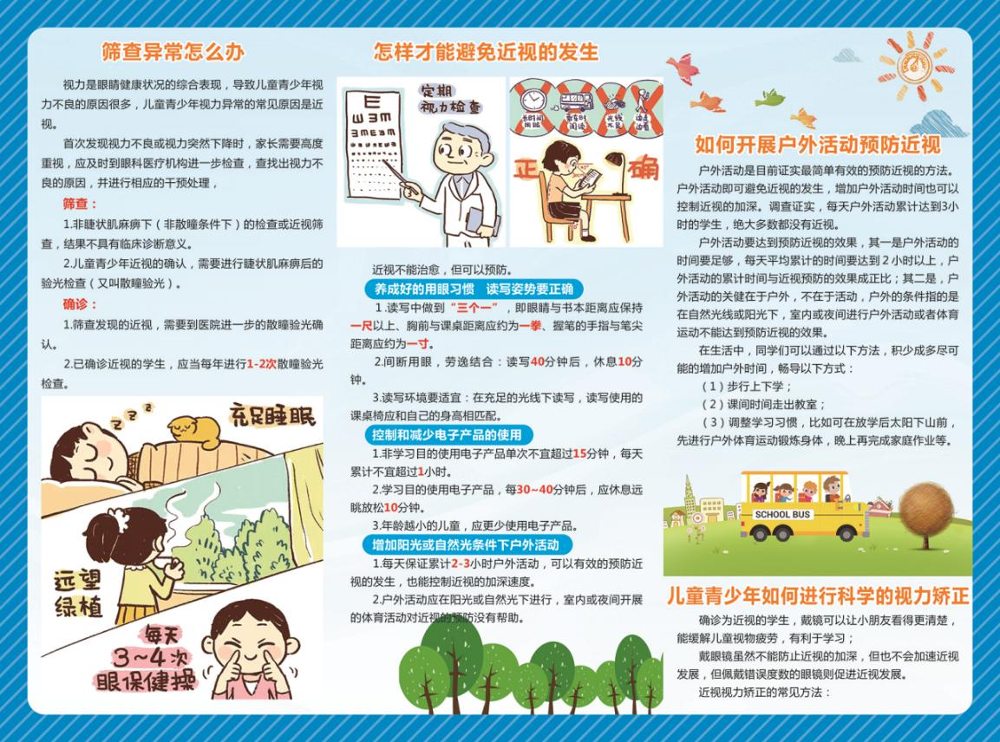 筛查异常怎么办
视力是眼睛健康状况的综合表现，导致儿童青少年视
力不良的原因很多，儿童青少年视力异常的常见原因是近
视。
首次发现视力不良或视力突然下降时，家长需要高度
重视，应及时到眼科医疗机构进一步检查，查找出视力不
良的原因，并进行相应的干预处理，
筛查：
1.非睫状肌麻痹下（非散瞳条件下）的检查或近视筛
查，结果不具有临床诊断意义。
2.儿童青少年近视的确认，需要进行睫状肌麻痹后的
验光检查（又叫散瞳验光）。
确诊：
1.筛查发现的近视，需要到医院进一步的散瞳验光确
认。
2.已确诊近视的学生，应当每年进行1-2次散瞳验光
检查。
z z z
充足睡眠
远望
绿植
每天
3~4次
眼保健操
怎样才能避免近视的发生
定期
视力检查
E
长时间
用眼
乘车时
阅读
光线
不足
边走
边看
正确
近视不能治愈，但可以预防。
养成好的用眼习惯 读写姿势要正确
1.读写中做到“三个一”，即眼睛与书本距离应保持
一尺以上、胸前与课桌距离应约为一拳、握笔的手指与笔尖
距离应约为一寸。
2.间断用眼，劳逸结合：读写40分钟后，休息10分
钟。
3.读写环境要适宜：在充足的光线下读写，读写使用的
课桌椅应和自己的身高相匹配。
控制和减少电子产品的使用
1.非学习目的使用电子产品单次不宜超过15分钟，每天
累计不宜超过1小时。
2.学习目的使用电子产品，每30~40分钟后，应休息远
眺放松10分钟。
3.年龄越小的儿童，应更少使用电子产品。
增加阳光或自然光条件下户外活动
1.每天保证累计2-3小时户外活动，可以有效的预防近
视的发生，也能控制近视的加深速度。
2.户外活动应在阳光或自然光下进行，室内或夜间开展
的体育活动对近视的预防没有帮助。
如何开展户外活动预防近视
户外活动是目前证实最简单有效的预防近视的方法。
户外活动即可避免近视的发生，增加户外活动时间也可以
控制近视的加深。调查证实，每天户外活动累计达到3小
时的学生，绝大多数都没有近视。
户外活动要达到预防近视的效果，其一是户外活动的
时间要足够，每天平均累计的时间要达到2小时以上，户
外活动的累计时间与近视预防的效果成正比；其二是，户
外活动的关健在于户外，不在于活动，户外的条件指的是
在自然光线或阳光下，室内或夜间进行户外活动或者体育
运动不能达到预防近视的效果。
在生活中，同学们可以通过以下方法，积少成多尽可
能的增加户外时间，畅导以下方式：
（1）步行上下学；
（2）课间时间走出教室；
（3）调整学习习惯，比如可在放学后太阳下山前，
先进行户外体育运动锻炼身体，晚上再完成家庭作业等。
SCHOOL BUS
儿童青少年如何进行科学的视力矫正
确诊为近视的学生，戴镜可以让小朋友看得更清楚，
能缓解儿童视物疲劳，有利于学习；
戴眼镜虽然不能防止近视的加深，但也不会加速近视
发展，但佩戴错误度数的眼镜则促进近视发展。
近视视力矫正的常见方法：